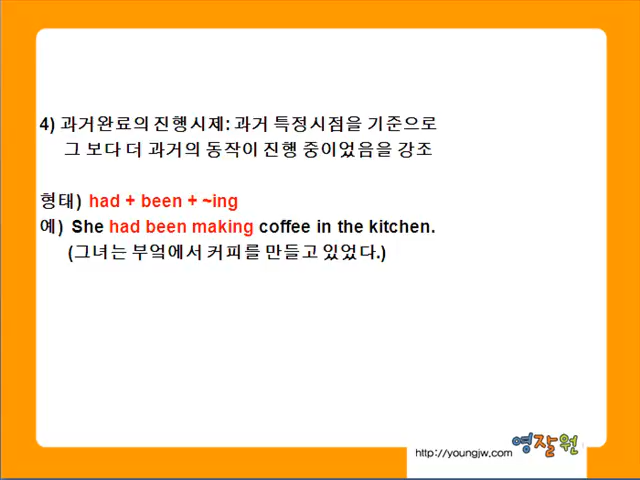 4) 과거완료의 진행시제: 과거 특정시점을 기준으로
그 보다 더 과거의 동작이 진행 중이었음을 강조
형태) had + been + ~ing
예) She had been making coffee in the kitchen.
(그녀는 부엌에서 커피를 만들고 있었다.)
http://youngjw.com 영잘원